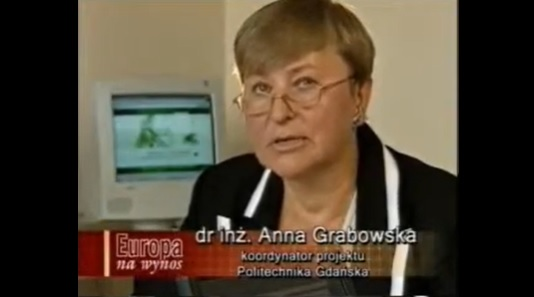 Europa
na wynos
dr inż. Anna Grabowska
koordynator projektu
Politechnika Gdańska